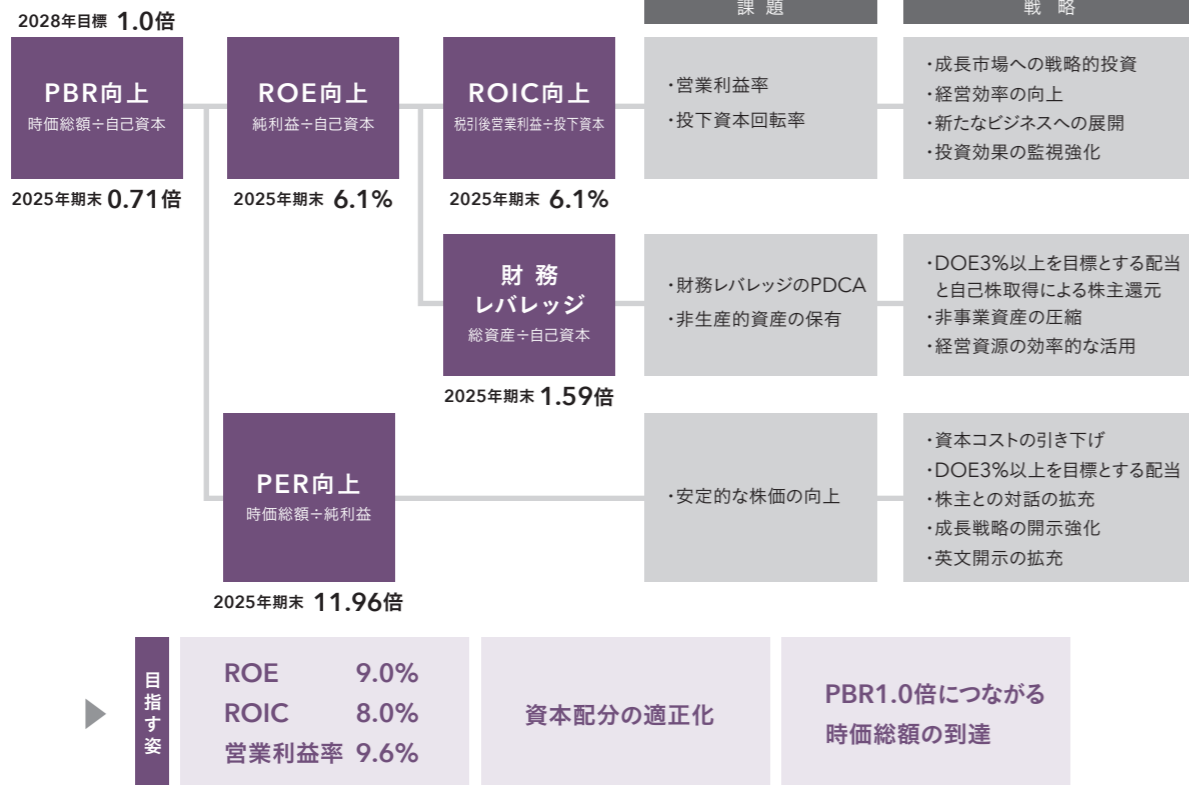 課題
戦略
2028年目標 1.0倍
PBR向上
時価総額÷自己資本
2025年期末 0.71倍
ROE向上
純利益÷自己資本
2025年期末 6.1%
ROIC向上
税引後営業利益÷投下資本
2025年期末 6.1%
・営業利益率
・投下資本回転率
・成長市場への戦略的投資
・経営効率の向上
・新たなビジネスへの展開
・投資効果の監視強化
財務
レバレッジ
総資産÷自己資本
2025年期末 1.59倍
・財務レバレッジのPDCA
・非生産的資産の保有
・DOE3%以上を目標とする配当
と自己株取得による株主還元
・非事業資産の圧縮
・経営資源の効率的な活用
PER向上
時価総額÷純利益
2025年期末 11.96倍
・安定的な株価の向上
・資本コストの引き下げ
・DOE3%以上を目標とする配当
・株主との対話の拡充
・成長戦略の開示強化
・英文開示の拡充
目指す姿
ROE 9.0%
ROIC 8.0%
営業利益率 9.6%
資本配分の適正化
PBR1.0倍につながる
時価総額の到達